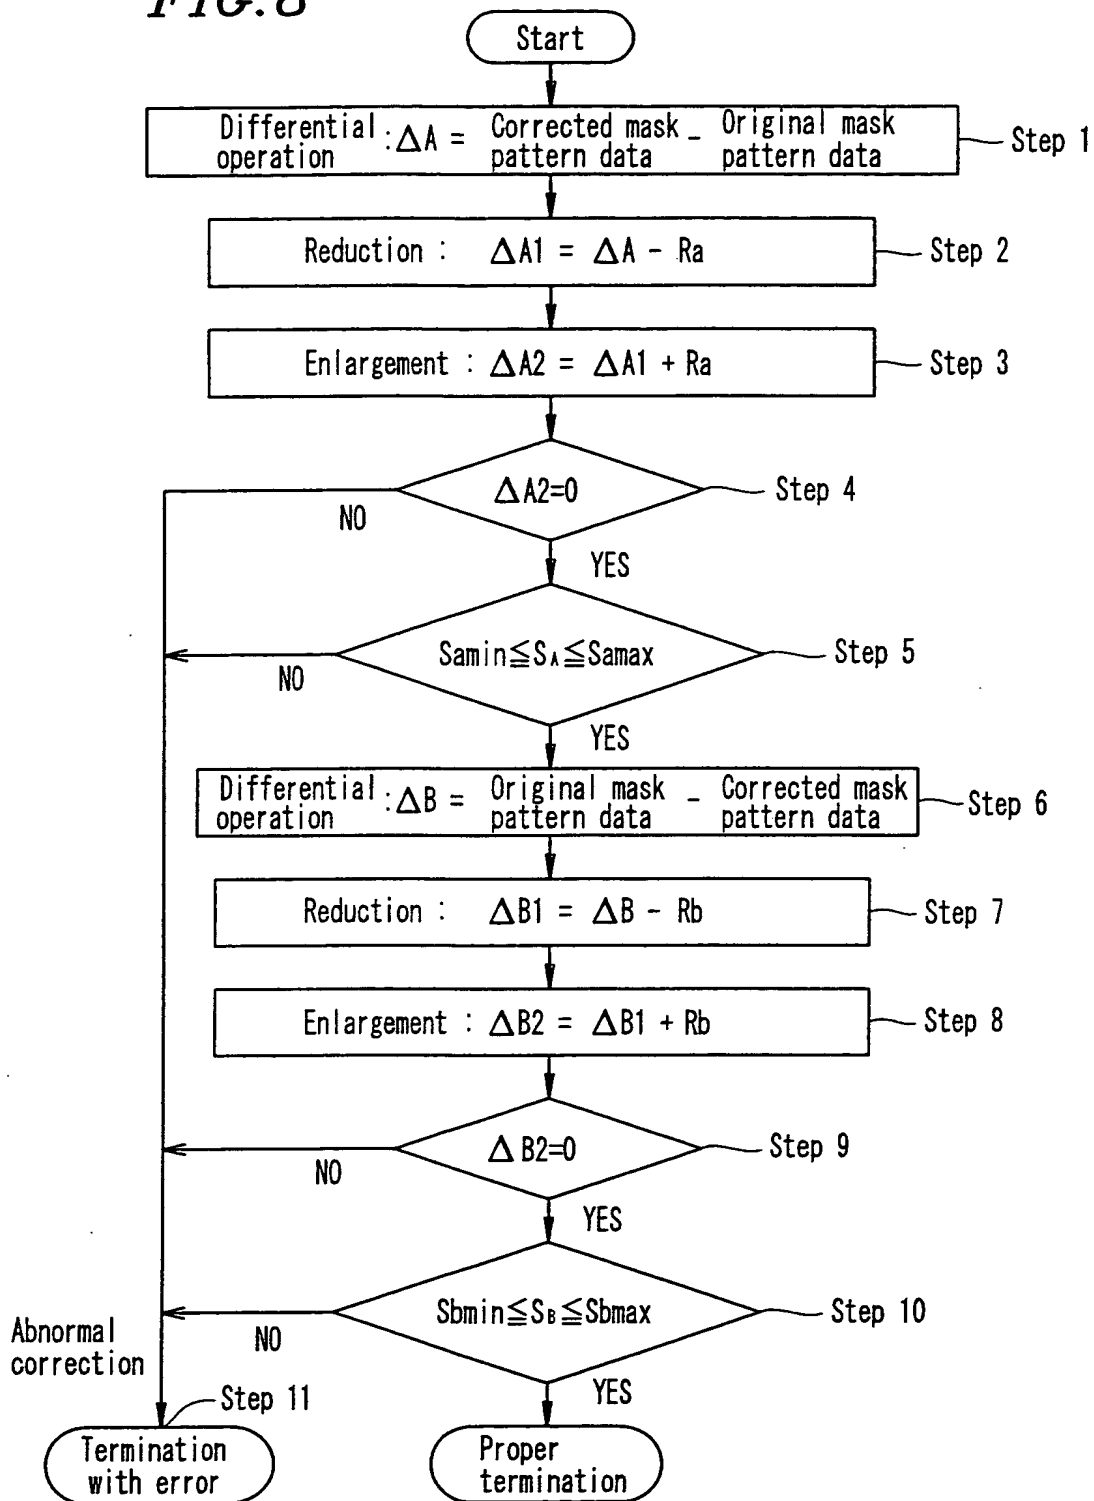 FIG.8
Start
Differential operation :ΔA = Corrected mask pattern data - Original mask pattern data
Step 1
Reduction : ΔA1 = ΔA - Ra
Step 2
Enlargement : ΔA2 = ΔA1 + Ra
Step 3
ΔA2=0
Step 4
NO
YES
Samin≦SA≦Samax
Step 5
NO
YES
Differential operation :ΔB = Original mask pattern data - Corrected mask pattern data
Step 6
Reduction : ΔB1 = ΔB - Rb
Step 7
Enlargement : ΔB2 = ΔB1 + Rb
Step 8
ΔB2=0
Step 9
NO
YES
Sbmin≦SB≦Sbmax
Step 10
NO
YES
Abnormal
correction
Step 11
Termination
with error
Proper
termination